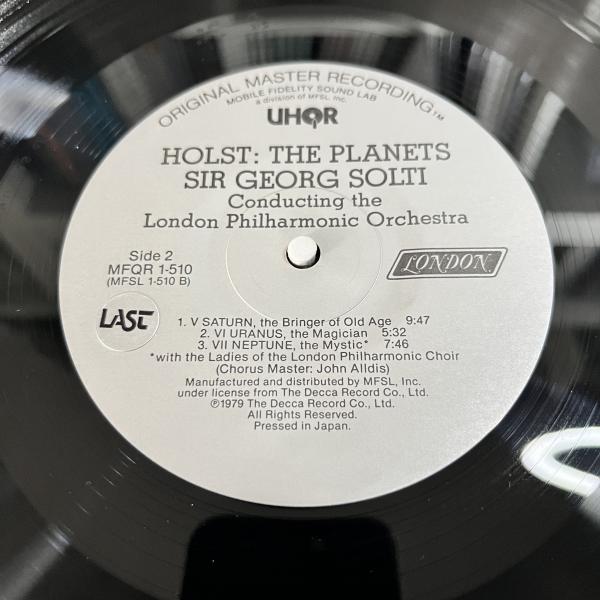 ORIGINAL MASTER RECORDING™
MOBILE FIDELITY SOUND LAB
a division of MFSL, Inc.
UHQR
HOLST: THE PLANETS
SIR GEORG SOLTI
Conducting the
London Philharmonic Orchestra
Side 2
MFQR 1-510
(MFSL 1-510 B)
LONDON
LAST
1. V SATURN, the Bringer of Old Age 9:47
2. VI URANUS, the Magician 5:32
3. VII NEPTUNE, the Mystic* 7:46
*with the Ladies of the London Philharmonic Choir
(Chorus Master: John Alldis)
Manufactured and distributed by MFSL, Inc.
under license from The Decca Record Co., Ltd.
℗1979 The Decca Record Co., Ltd.
All Rights Reserved.
Pressed in Japan.